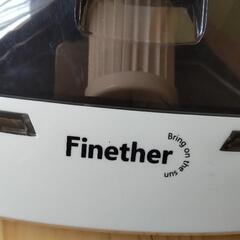 Finether
Bring on the sun